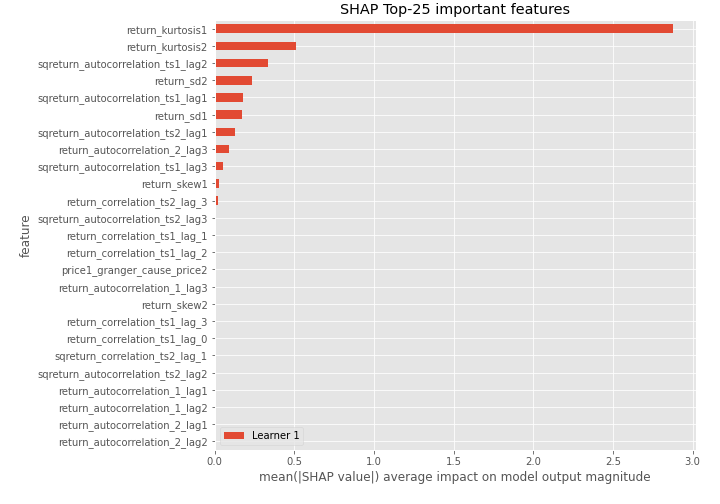 SHAP Top-25 important features
return_kurtosis1
return_kurtosis2
sqreturn_autocorrelation_ts1_lag2
return_sd2
sqreturn_autocorrelation_ts1_lag1
return_sd1
sqreturn_autocorrelation_ts2_lag1
return_autocorrelation_2_lag3
sqreturn_autocorrelation_ts1_lag3
return_skew1
return_correlation_ts2_lag_3
sqreturn_autocorrelation_ts2_lag3
return_correlation_ts1_lag_1
return_correlation_ts1_lag_2
price1_granger_cause_price2
return_autocorrelation_1_lag3
return_skew2
return_correlation_ts1_lag_3
return_correlation_ts1_lag_0
sqreturn_correlation_ts2_lag_1
sqreturn_autocorrelation_ts2_lag2
return_autocorrelation_1_lag1
return_autocorrelation_1_lag2
return_autocorrelation_2_lag1
return_autocorrelation_2_lag2
feature
Learner 1
0.0 0.5 1.0 1.5 2.0 2.5 3.0
mean(|SHAP value|) average impact on model output magnitude